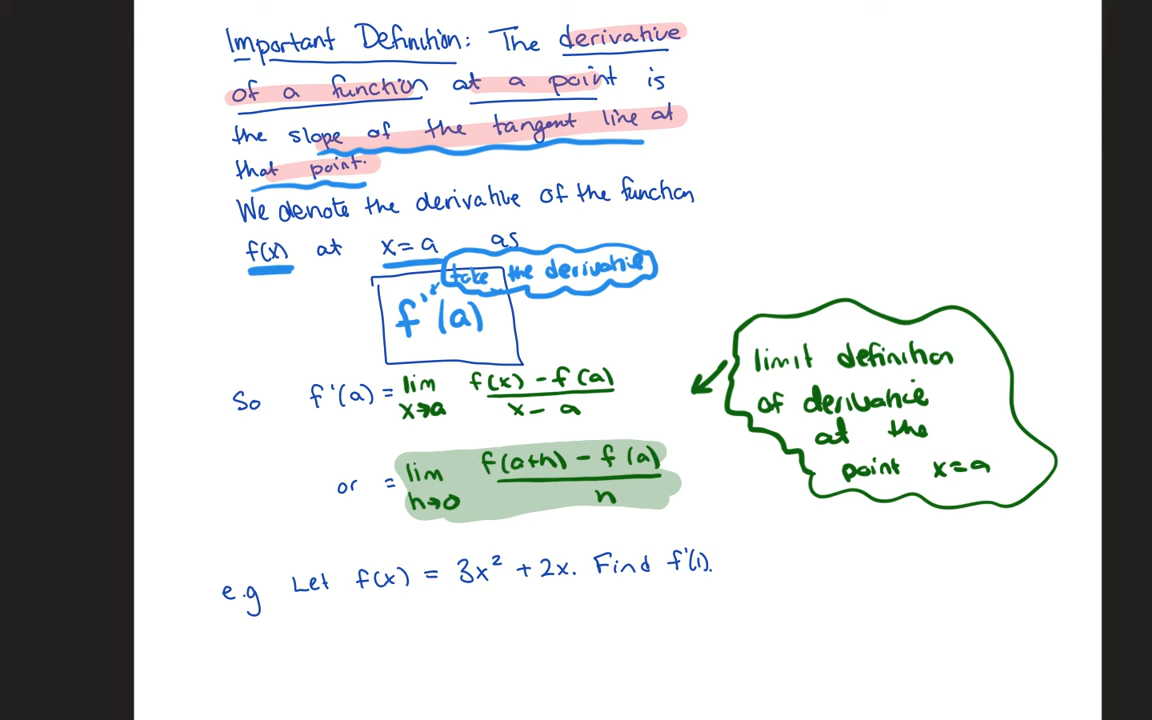 Important Definition: The derivative
of a function at a point is
the slope of the tangent line at
that point.
We denote the derivative of the function
f(x) at x = a as
take the derivative
f'(a)
So f'(a) = lim x→a f(x) - f(a) / x - a
or = lim h→0 f(a+h) - f(a) / h
limit definition
of derivative
at the
point x=a
e.g Let f(x) = 3x² + 2x. Find f'(1).